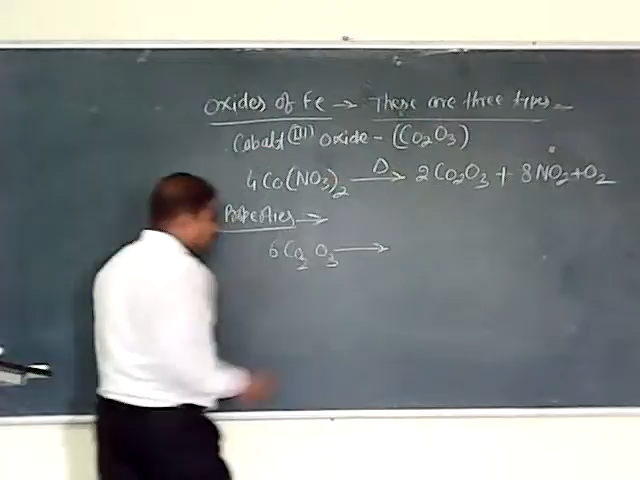 Oxides of Fe → These are three types
Cobalt (III) Oxide - (Co₂O₃)
4Co(NO₃)₂ —Δ→ 2Co₂O₃ + 8NO₂ + O₂
Properties →
6Co₂O₃ →